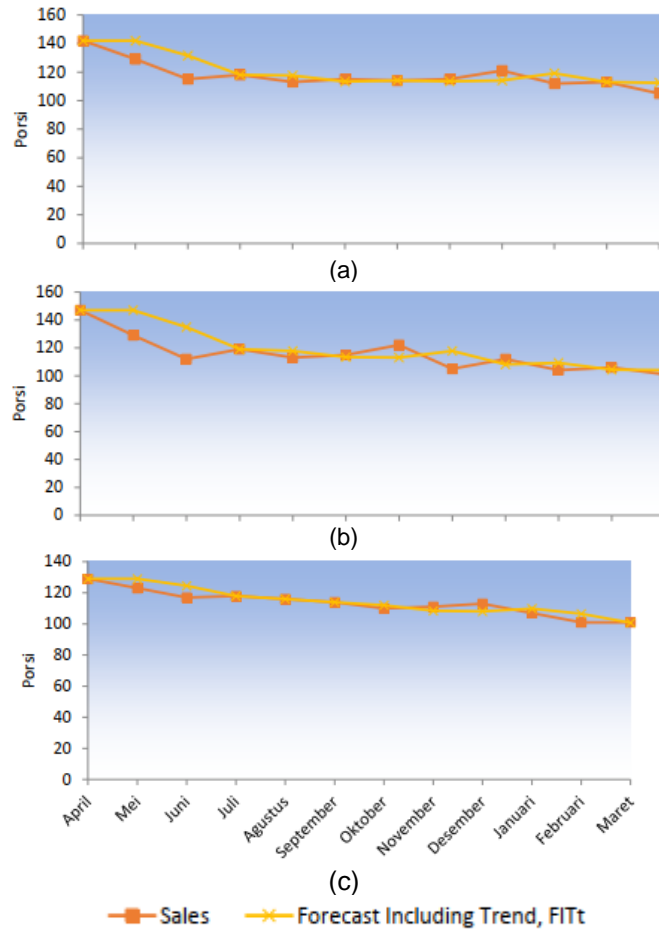 160
140
120
100
80
60
40
20
0
Porsi
(a)
160
140
120
100
80
60
40
20
0
Porsi
(b)
140
120
100
80
60
40
20
0
Porsi
April
Mei
Juni
Juli
Agustus
September
Oktober
November
Desember
Januari
Februari
Maret
(c)
Sales
Forecast Including Trend, FITt